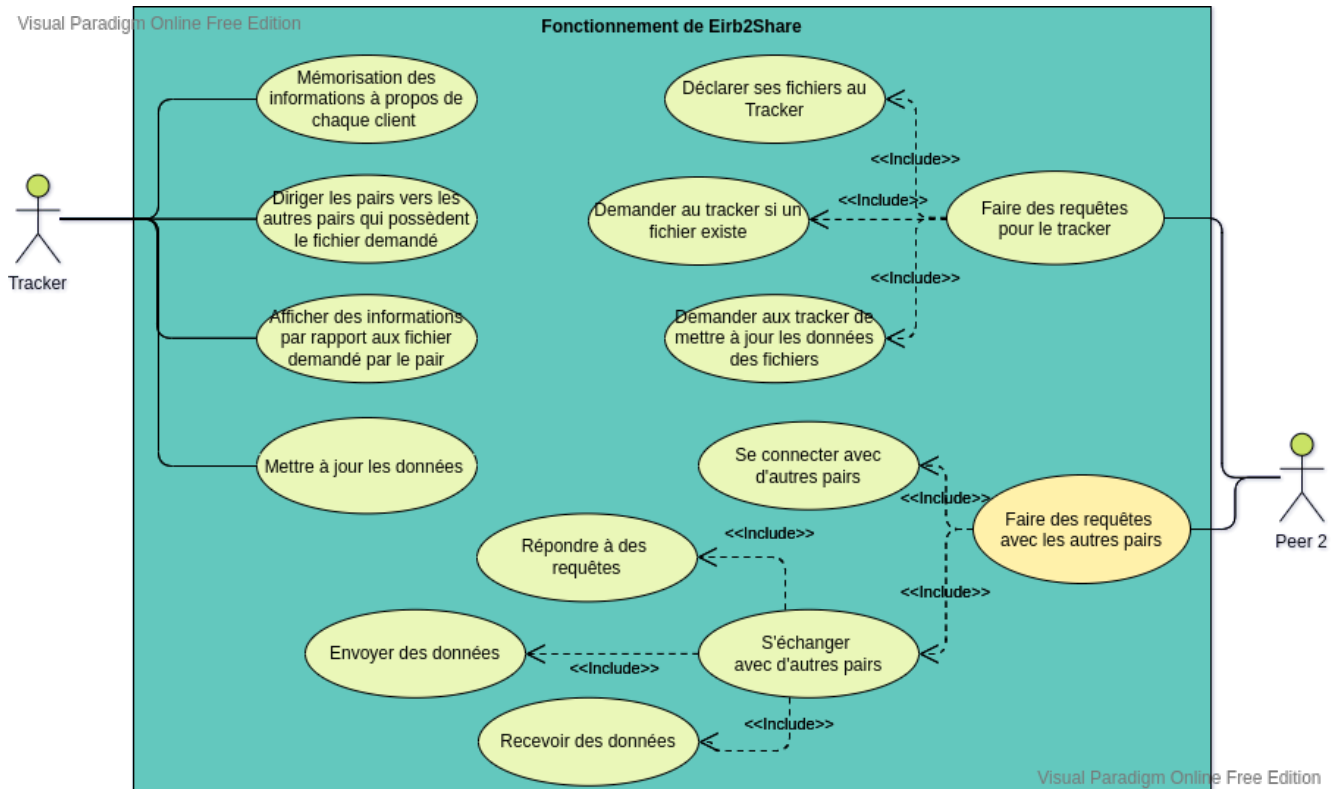 Visual Paradigm Online Free Edition
Fonctionnement de Eirb2Share
Mémorisation des
informations à propos de
chaque client
Déclarer ses fichiers au
Tracker
<<Include>>
Diriger les pairs vers les
autres pairs qui possèdent
le fichier demandé
Demander au tracker si un
fichier existe
<<Include>>
Faire des requêtes
pour le tracker
Tracker
<<Include>>
Afficher des informations
par rapport aux fichier
demandé par le pair
Demander aux tracker de
mettre à jour les données
des fichiers
Mettre à jour les données
Se connecter avec
d'autres pairs
<<Include>>
Faire des requêtes
avec les autres pairs
Peer 2
Répondre à des
requêtes
<<Include>>
<<Include>>
Envoyer des données
<<Include>>
S'échanger
avec d'autres pairs
Recevoir des données
<<Include>>
Visual Paradigm Online Free Edition